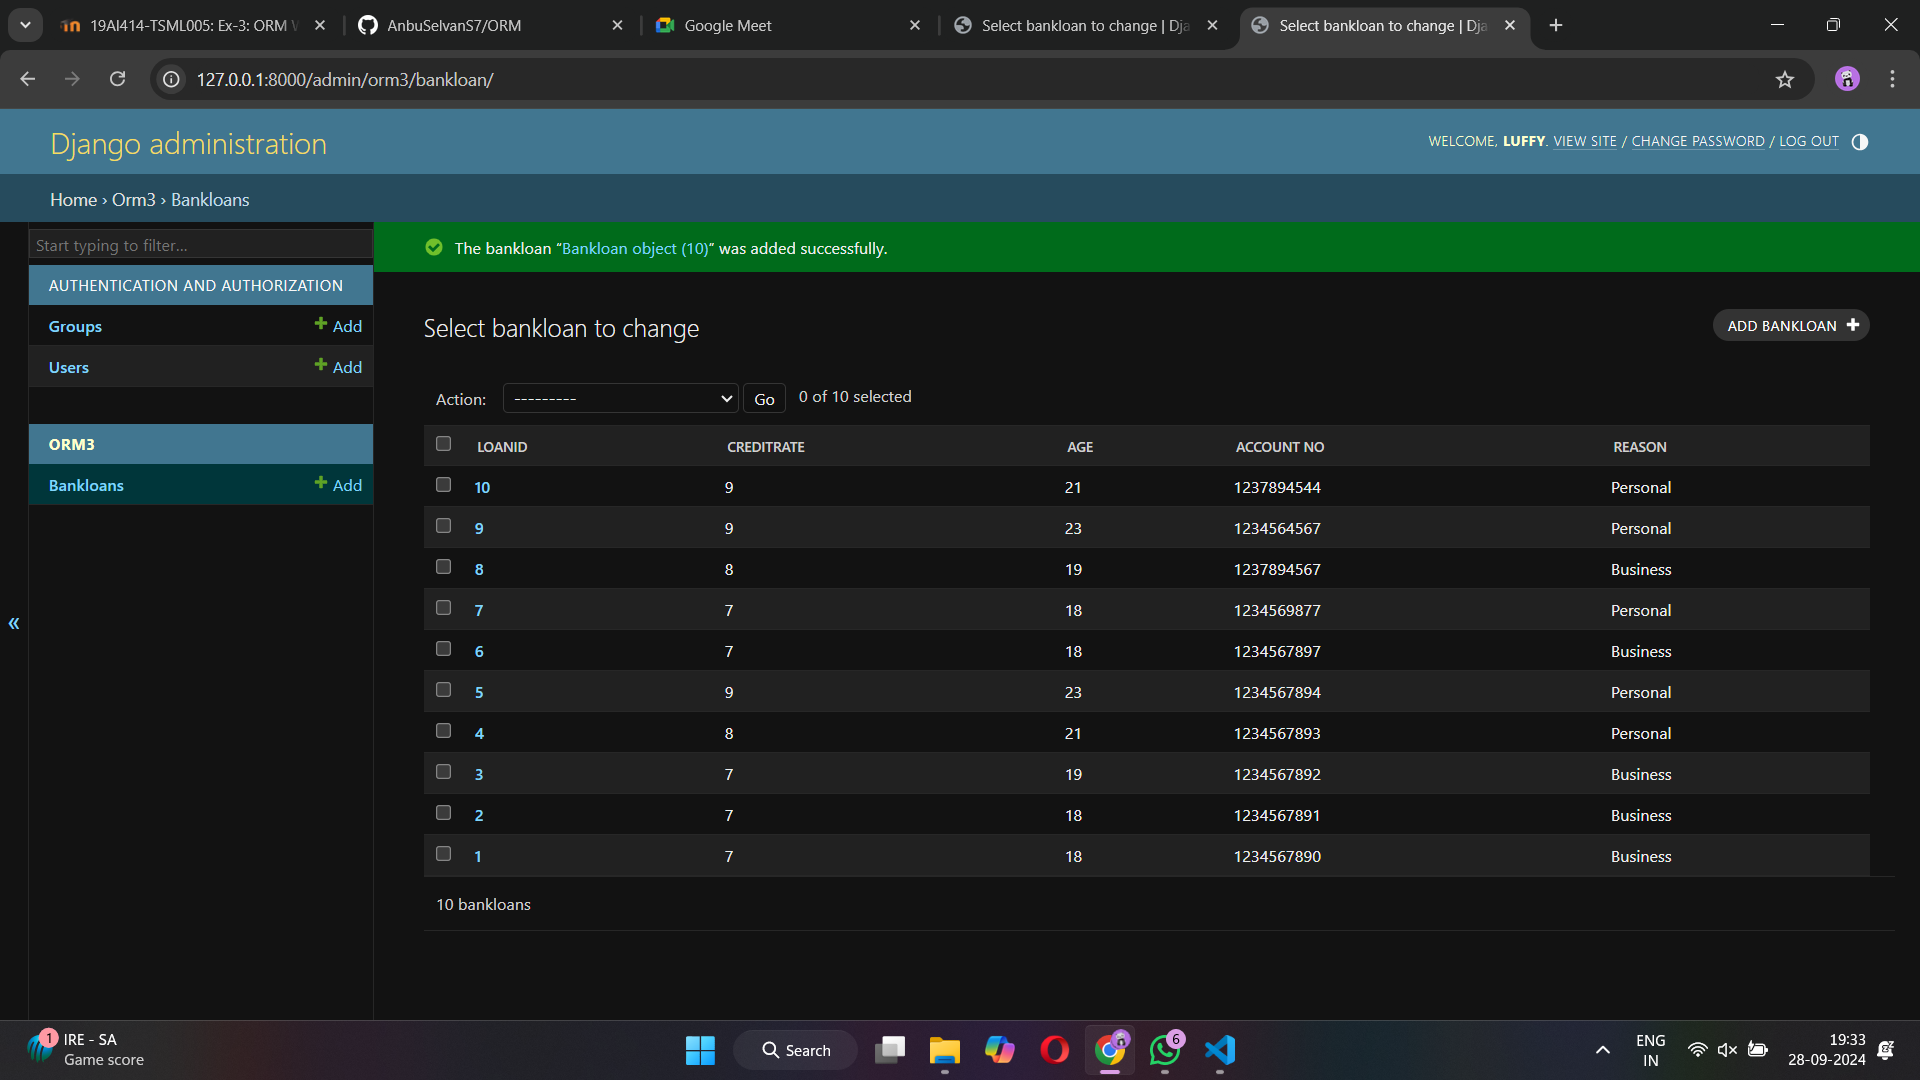 19AI414-TSML005: Ex-3: ORM
AnbuSelvanS7/ORM
Google Meet
Select bankloan to change | Dja
Select bankloan to change | Dja
127.0.0.1:8000/admin/orm3/bankloan/
Django administration
WELCOME, LUFFY. VIEW SITE / CHANGE PASSWORD / LOG OUT
Home › Orm3 › Bankloans
Start typing to filter...
AUTHENTICATION AND AUTHORIZATION
Groups + Add
Users + Add
ORM3
Bankloans + Add
The bankloan “Bankloan object (10)” was added successfully.
Select bankloan to change
ADD BANKLOAN +
Action: --------- Go 0 of 10 selected
LOANID CREDITRATE AGE ACCOUNT NO REASON
10 9 21 1237894544 Personal
9 9 23 1234564567 Personal
8 8 19 1237894567 Business
7 7 18 1234569877 Personal
6 7 18 1234567897 Business
5 9 23 1234567894 Personal
4 8 21 1234567893 Personal
3 7 19 1234567892 Business
2 7 18 1234567891 Business
1 7 18 1234567890 Business
10 bankloans
«
1
IRE - SA
Game score
Search
6
ENG
IN
19:33
28-09-2024